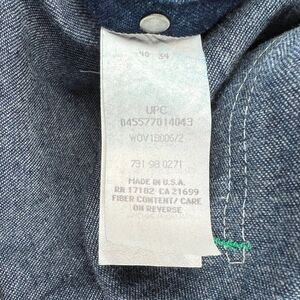 40 34
UPC
045577014043
WOV18006/2
791 98 0271
MADE IN U.S.A.
RN 17182 - CA 21699
FIBER CONTENT/ CARE
ON REVERSE